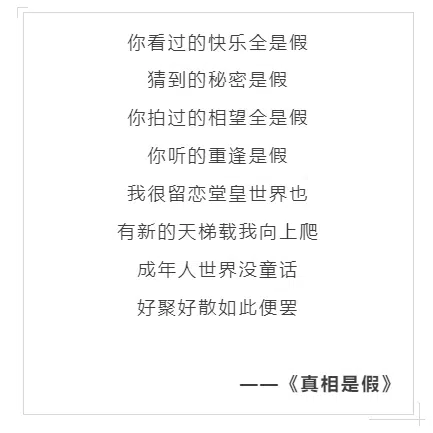 你看过的快乐全是假
猜到的秘密是假
你拍过的相望全是假
你听的重逢是假
我很留恋堂皇世界也
有新的天梯载我向上爬
成年人世界没童话
好聚好散如此便罢
——《真相是假》